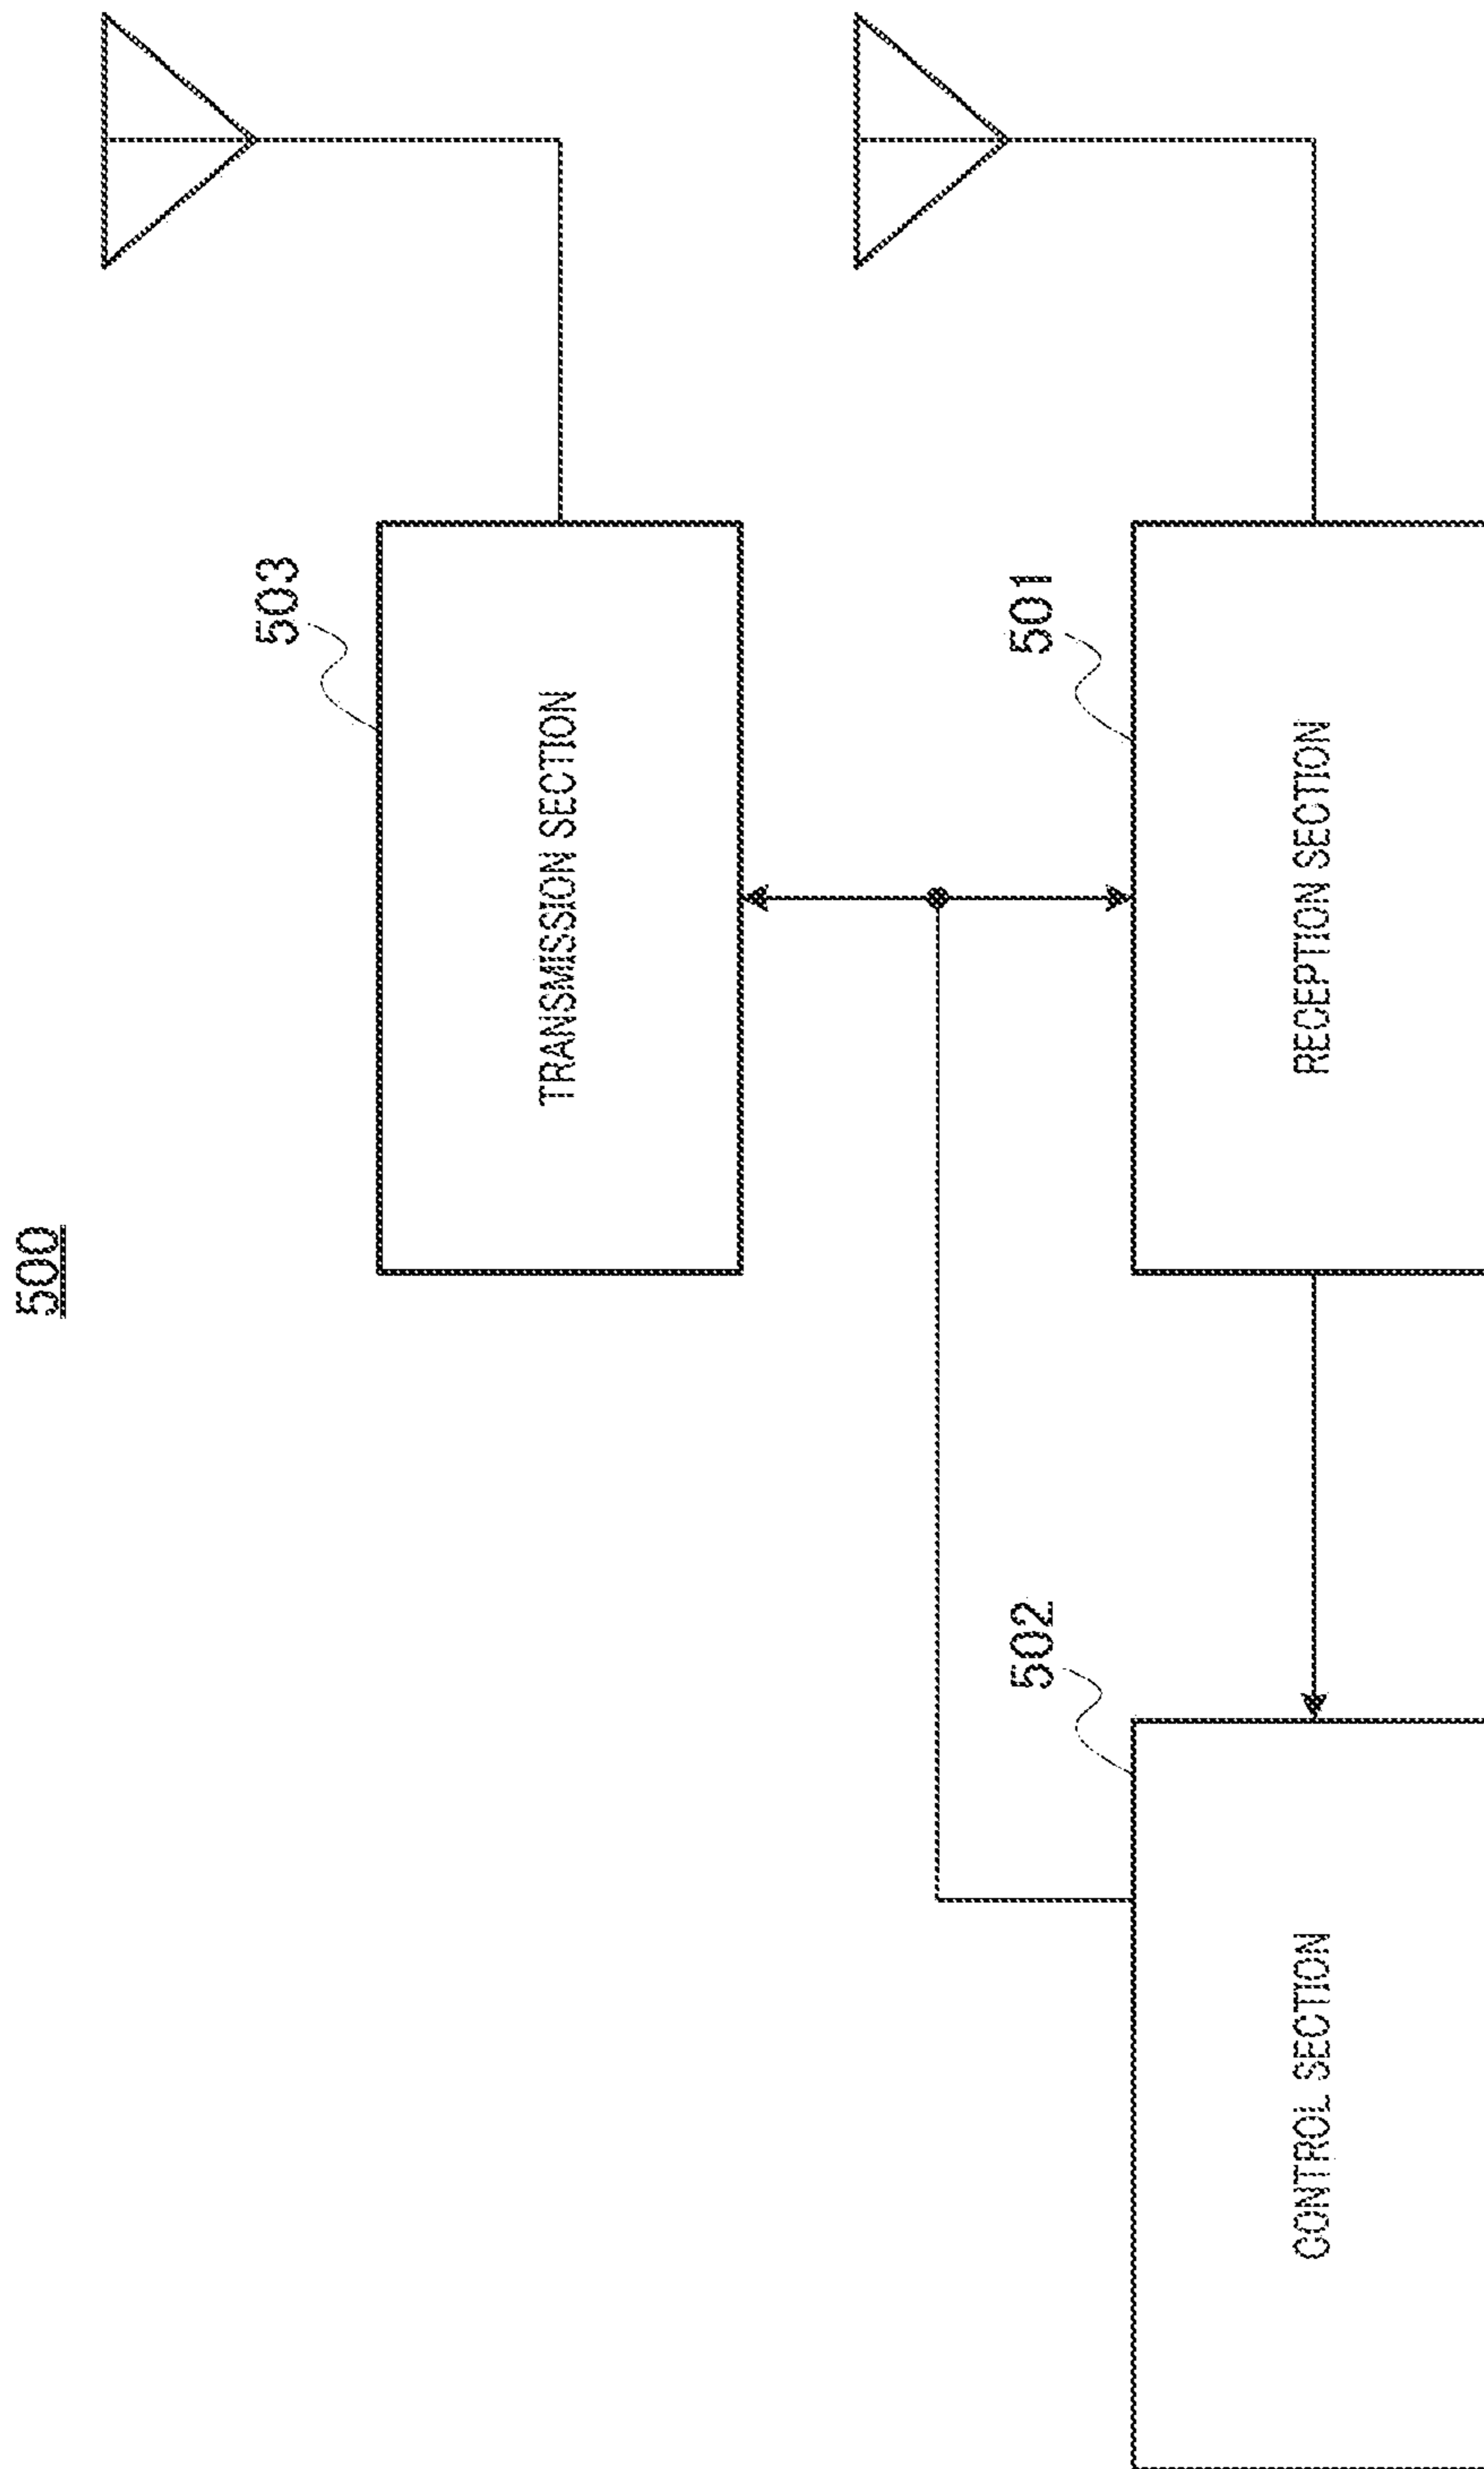 500
503
TRANSMISSION SECTION
502
501
CONTROL SECTION
RECEPTION SECTION